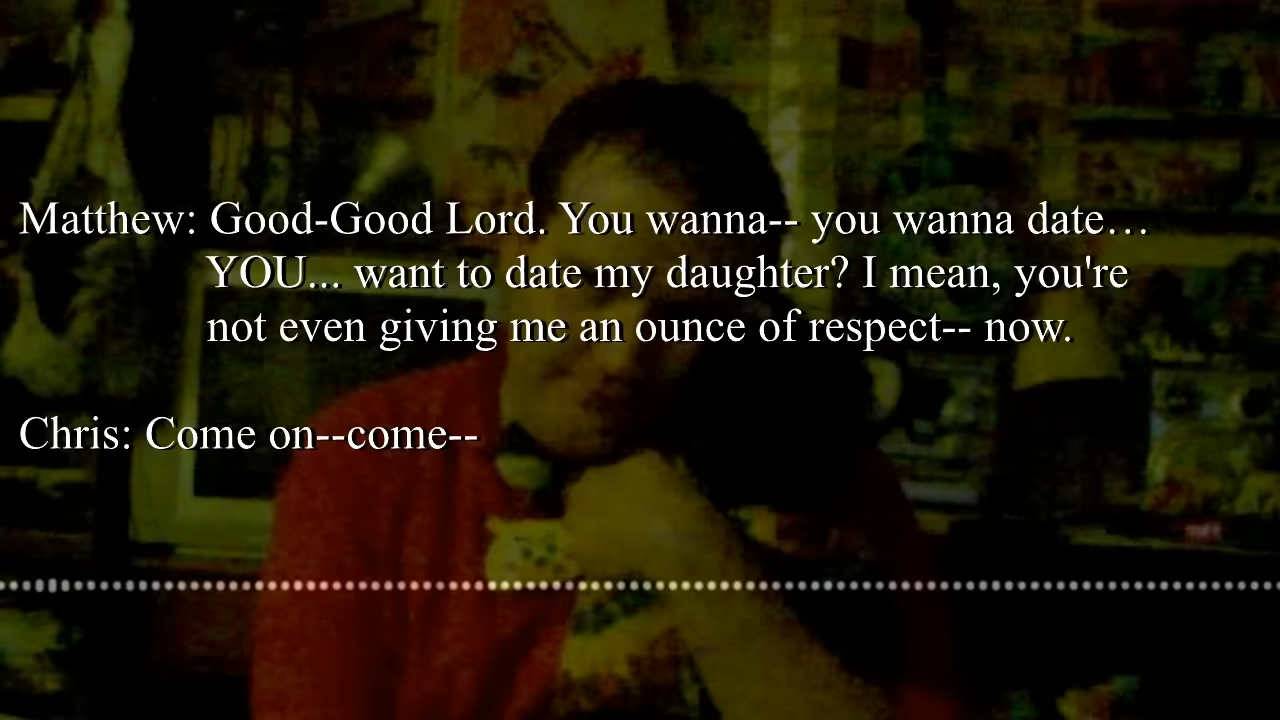 Matthew: Good-Good Lord. You wanna-- you wanna date…
YOU... want to date my daughter? I mean, you're
not even giving me an ounce of respect-- now.
Chris: Come on--come--